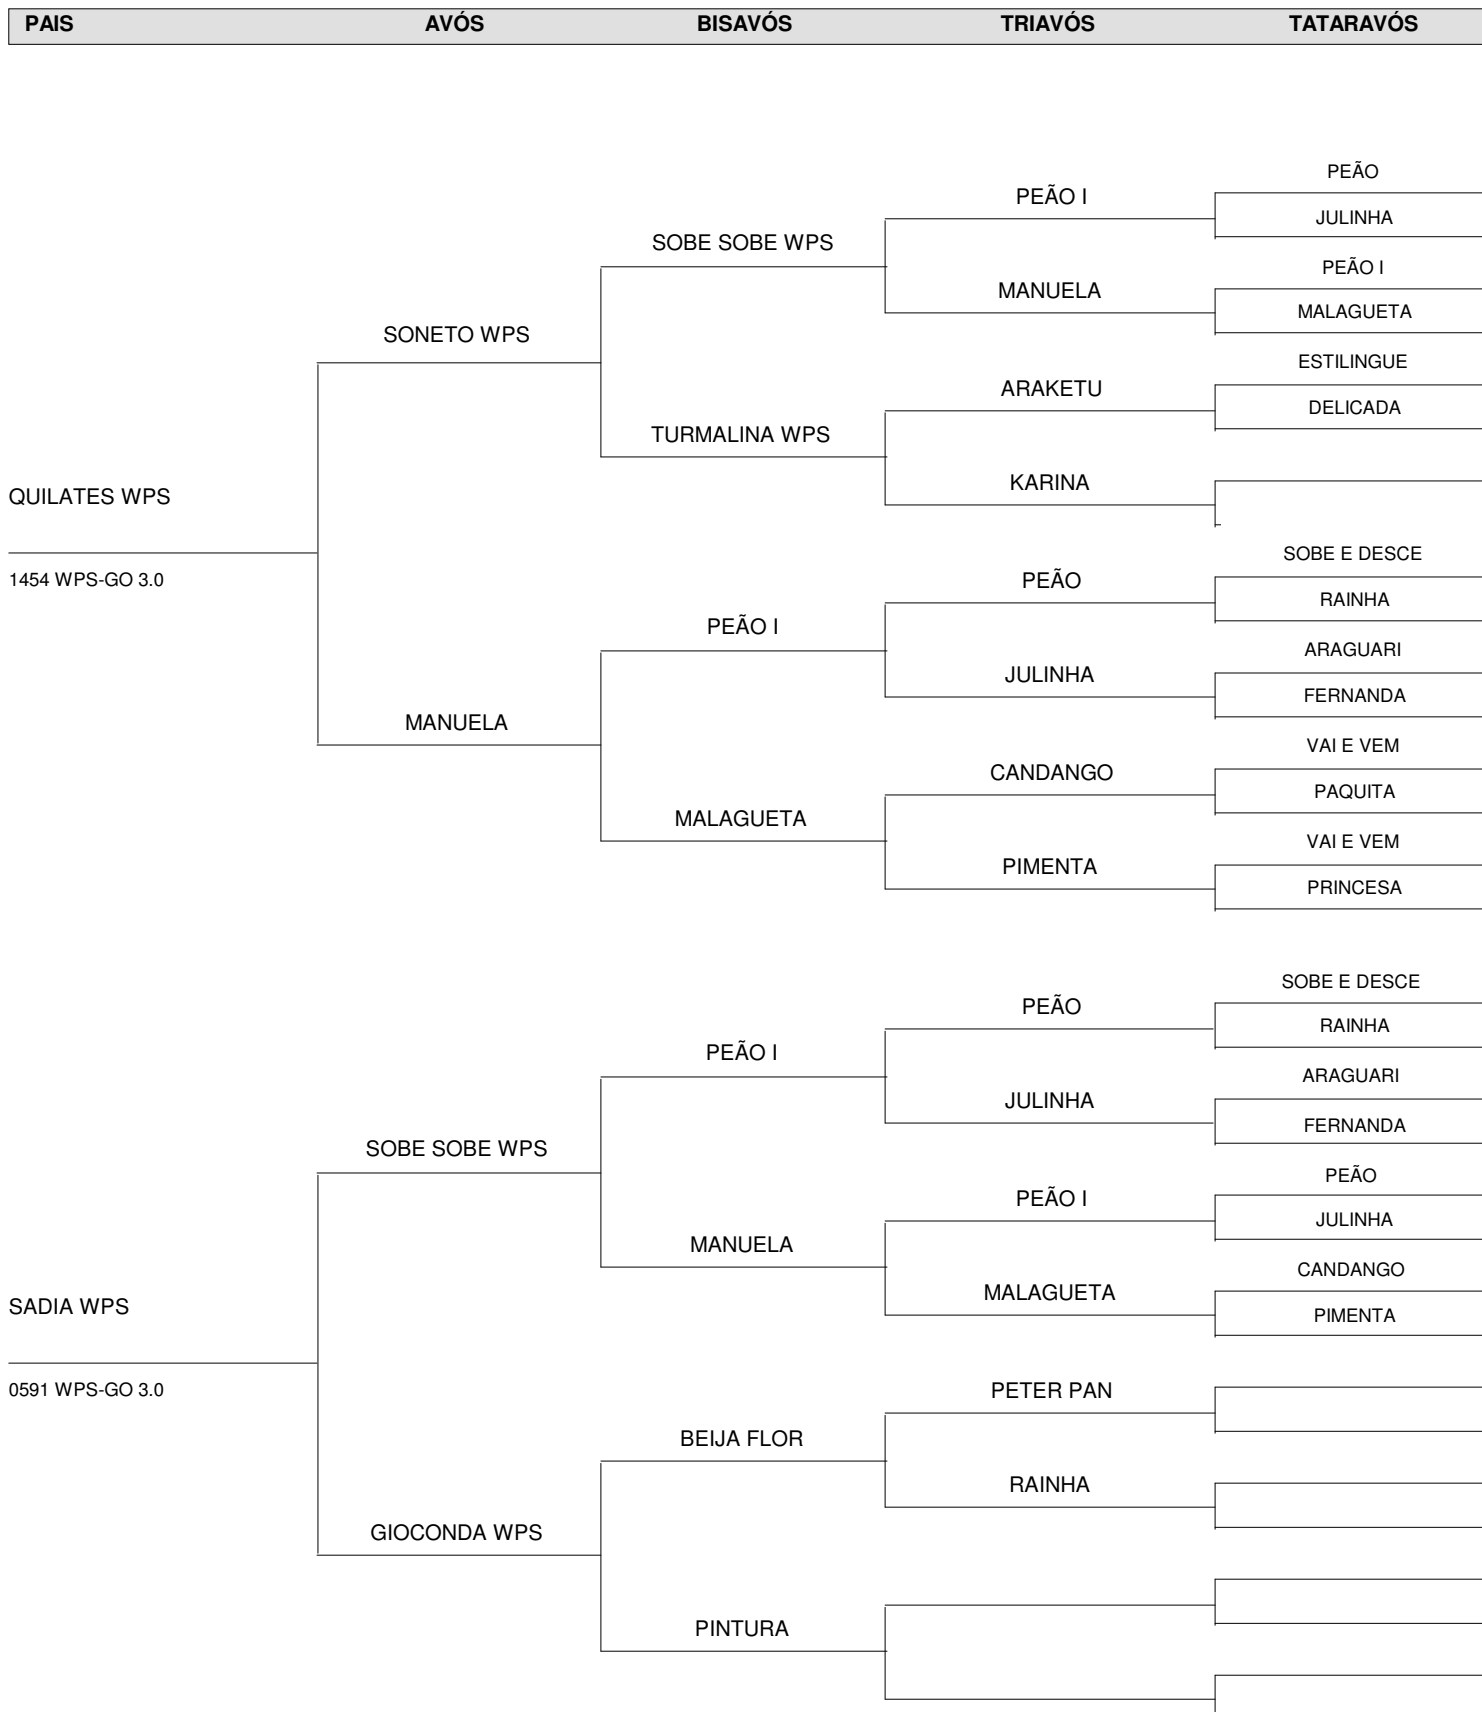 PAIS AVÓS BISAVÓS TRIAVÓS TATARAVÓS
PEÃO
PEÃO I
JULINHA
SOBE SOBE WPS
PEÃO I
MANUELA
MALAGUETA
SONETO WPS
ESTILINGUE
ARAKETU
DELICADA
TURMALINA WPS
KARINA
QUILATES WPS
SOBE E DESCE
1454 WPS-GO 3.0
PEÃO
RAINHA
PEÃO I
ARAGUARI
JULINHA
FERNANDA
MANUELA
VAI E VEM
CANDANGO
PAQUITA
MALAGUETA
VAI E VEM
PIMENTA
PRINCESA
SOBE E DESCE
PEÃO
RAINHA
PEÃO I
ARAGUARI
JULINHA
FERNANDA
SOBE SOBE WPS
PEÃO
PEÃO I
JULINHA
MANUELA
CANDANGO
MALAGUETA
SADIA WPS
PIMENTA
0591 WPS-GO 3.0
PETER PAN
BEIJA FLOR
RAINHA
GIOCONDA WPS
PINTURA